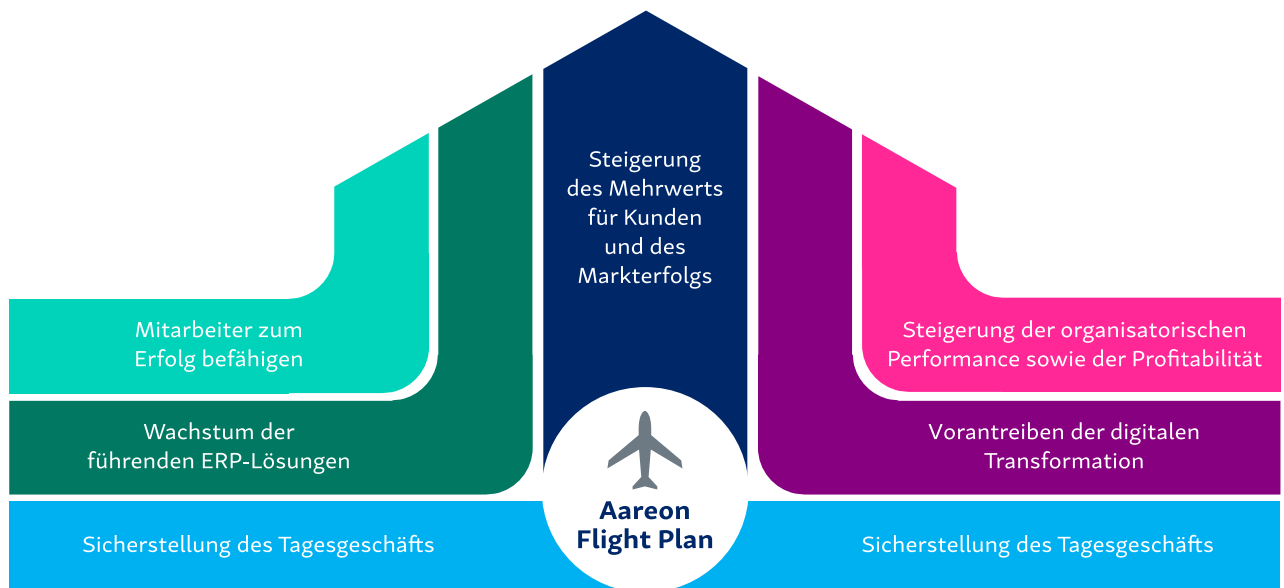 Steigerung
des Mehrwerts
für Kunden
und des
Markterfolgs
Mitarbeiter zum
Erfolg befähigen
Steigerung der organisatorischen
Performance sowie der Profitabilität
Wachstum der
führenden ERP-Lösungen
Vorantreiben der digitalen
Transformation
Aareon
Flight Plan
Sicherstellung des Tagesgeschäfts
Sicherstellung des Tagesgeschäfts